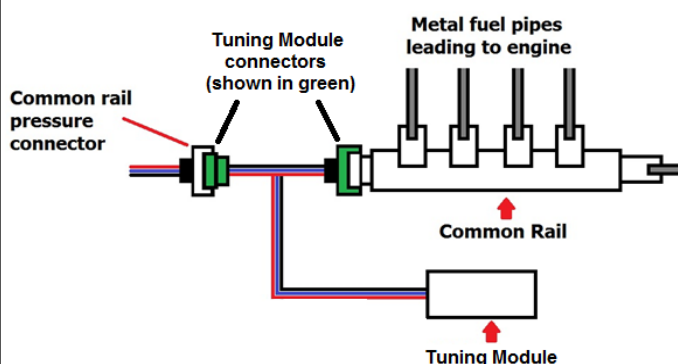 Tuning Module
connectors
(shown in green)
Metal fuel pipes
leading to engine
Common rail
pressure
connector
Common Rail
Tuning Module